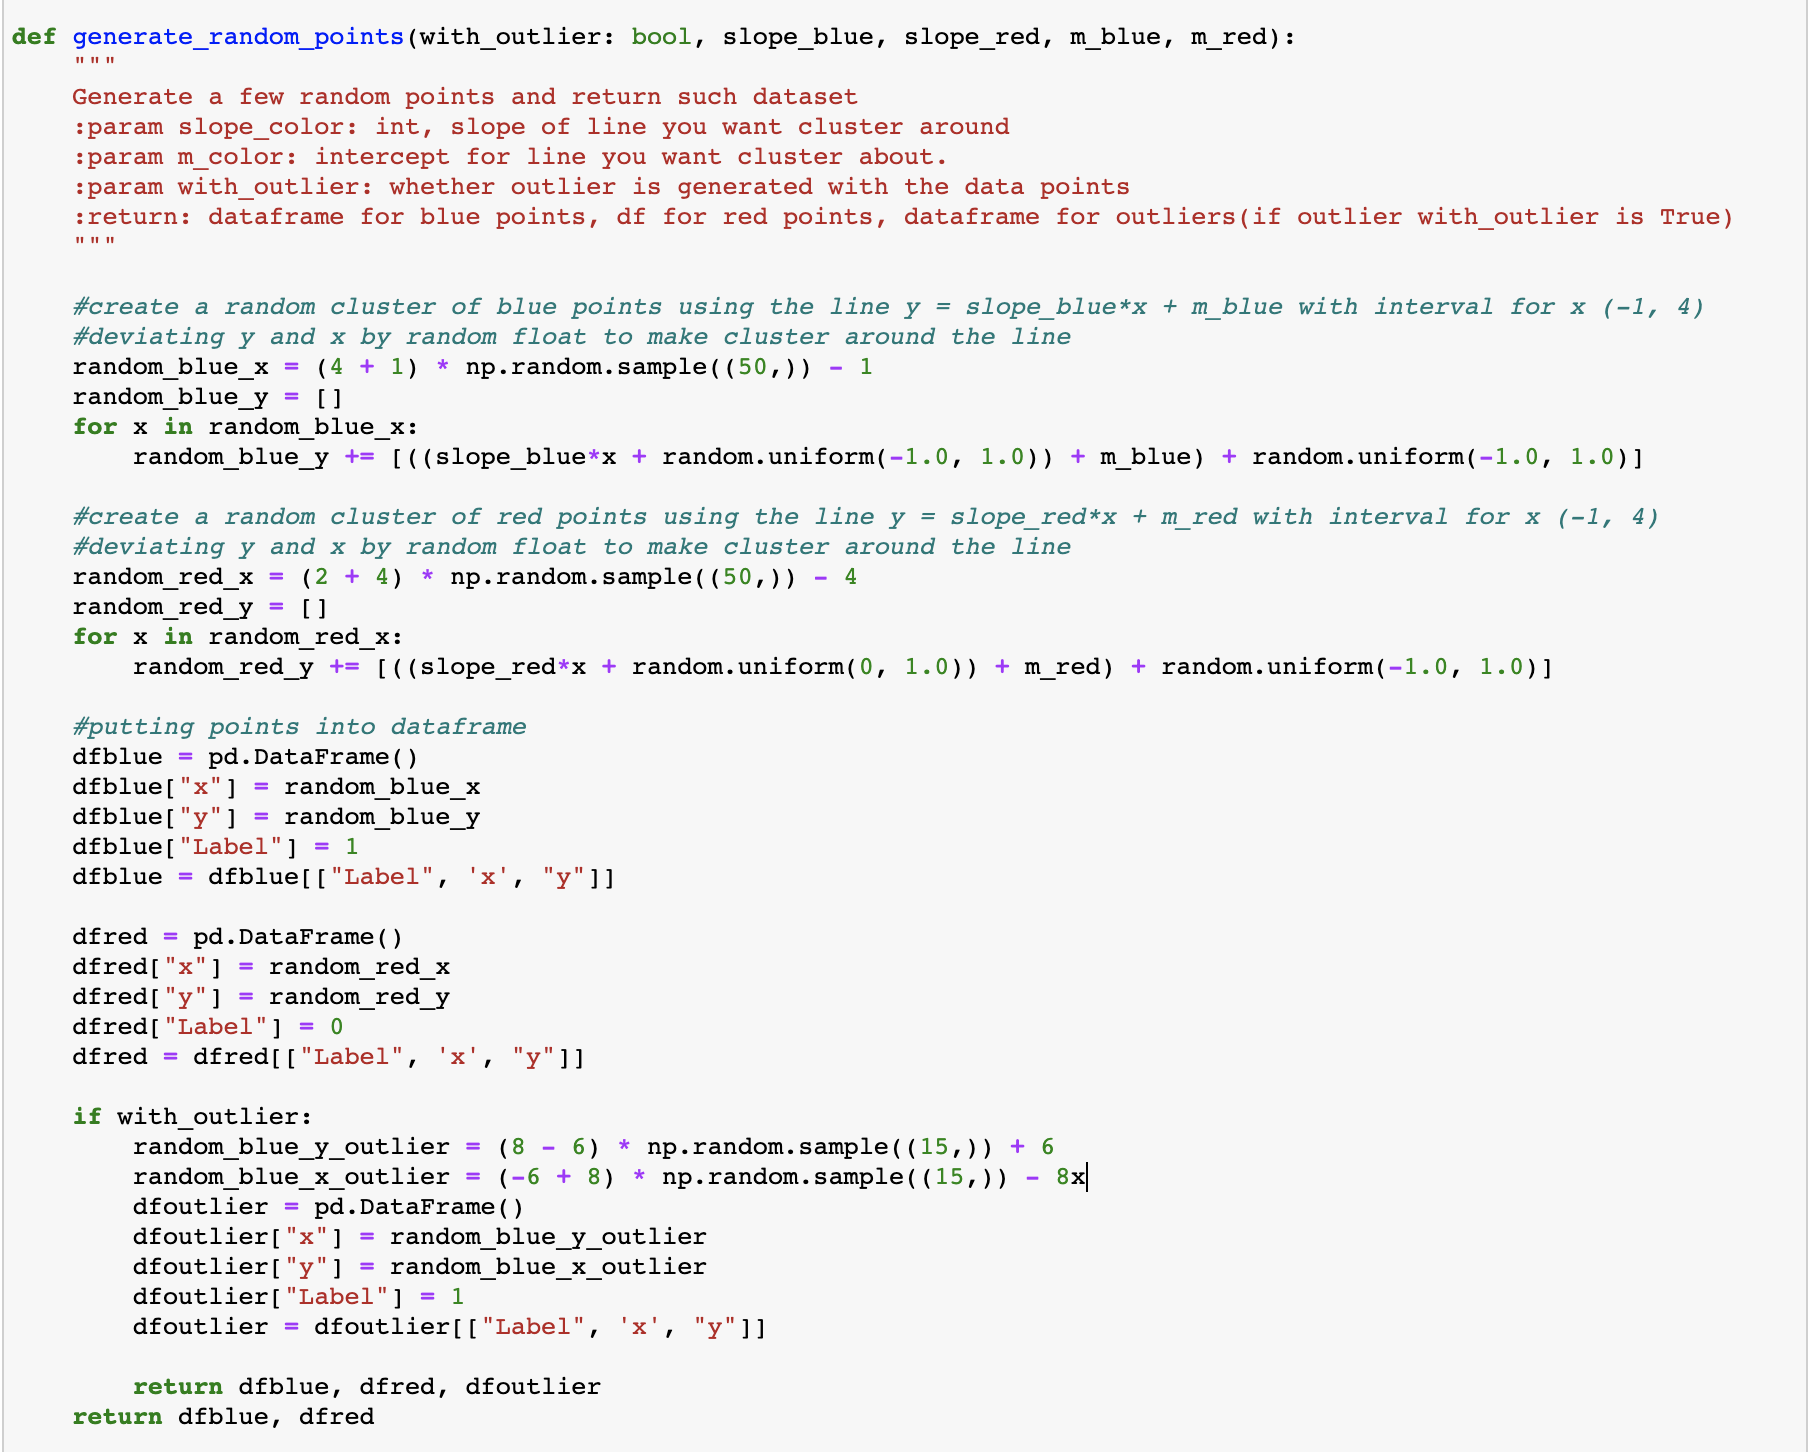 def generate_random_points(with_outlier: bool, slope_blue, slope_red, m_blue, m_red):
    """
    Generate a few random points and return such dataset
    :param slope_color: int, slope of line you want cluster around
    :param m_color: intercept for line you want cluster about.
    :param with_outlier: whether outlier is generated with the data points
    :return: dataframe for blue points, df for red points, dataframe for outliers(if outlier with_outlier is True)
    """
    #create a random cluster of blue points using the line y = slope_blue*x + m_blue with interval for x (-1, 4)
    #deviating y and x by random float to make cluster around the line
    random_blue_x = (4 + 1) * np.random.sample((50,)) - 1
    random_blue_y = []
    for x in random_blue_x:
        random_blue_y += [((slope_blue*x + random.uniform(-1.0, 1.0)) + m_blue) + random.uniform(-1.0, 1.0)]
    #create a random cluster of red points using the line y = slope_red*x + m_red with interval for x (-1, 4)
    #deviating y and x by random float to make cluster around the line
    random_red_x = (2 + 4) * np.random.sample((50,)) - 4
    random_red_y = []
    for x in random_red_x:
        random_red_y += [((slope_red*x + random.uniform(0, 1.0)) + m_red) + random.uniform(-1.0, 1.0)]
    #putting points into dataframe
    dfblue = pd.DataFrame()
    dfblue["x"] = random_blue_x
    dfblue["y"] = random_blue_y
    dfblue["Label"] = 1
    dfblue = dfblue[["Label", 'x', "y"]]
    dfred = pd.DataFrame()
    dfred["x"] = random_red_x
    dfred["y"] = random_red_y
    dfred["Label"] = 0
    dfred = dfred[["Label", 'x', "y"]]
    if with_outlier:
        random_blue_y_outlier = (8 - 6) * np.random.sample((15,)) + 6
        random_blue_x_outlier = (-6 + 8) * np.random.sample((15,)) - 8x
        dfoutlier = pd.DataFrame()
        dfoutlier["x"] = random_blue_y_outlier
        dfoutlier["y"] = random_blue_x_outlier
        dfoutlier["Label"] = 1
        dfoutlier = dfoutlier[["Label", 'x', "y"]]
        return dfblue, dfred, dfoutlier
    return dfblue, dfred